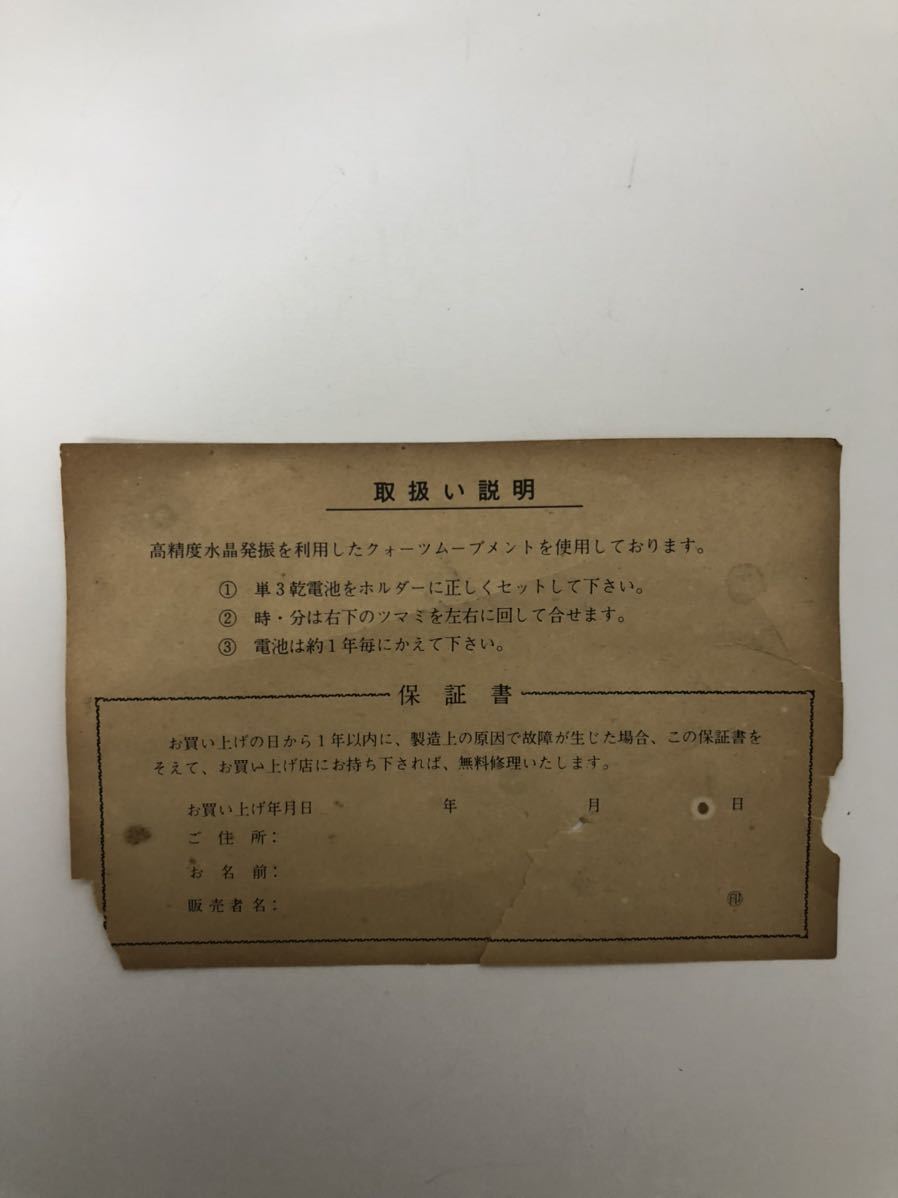 取扱い説明
高精度水晶発振を利用したクォーツムーブメントを使用しております。
① 単3乾電池をホルダーに正しくセットして下さい。
② 時・分は右下のツマミを左右に回して合せます。
③ 電池は約1年毎にかえて下さい。
保証書
お買い上げの日から1年以内に、製造上の原因で故障が生じた場合、この保証書を
そえて、お買い上げ店にお持ち下されば、無料修理いたします。
お買い上げ年月日 年 月 日
ご住所：
お名前：
販売者名： ㊞